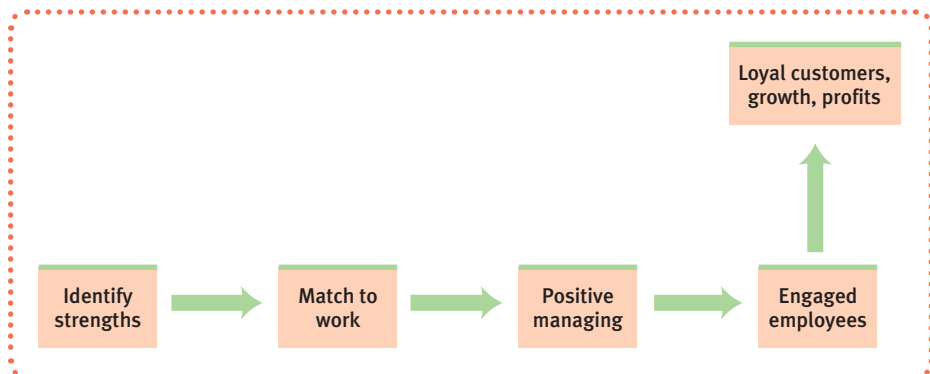 Loyal customers,
growth, profits
Identify
strengths
Match to
work
Positive
managing
Engaged
employees